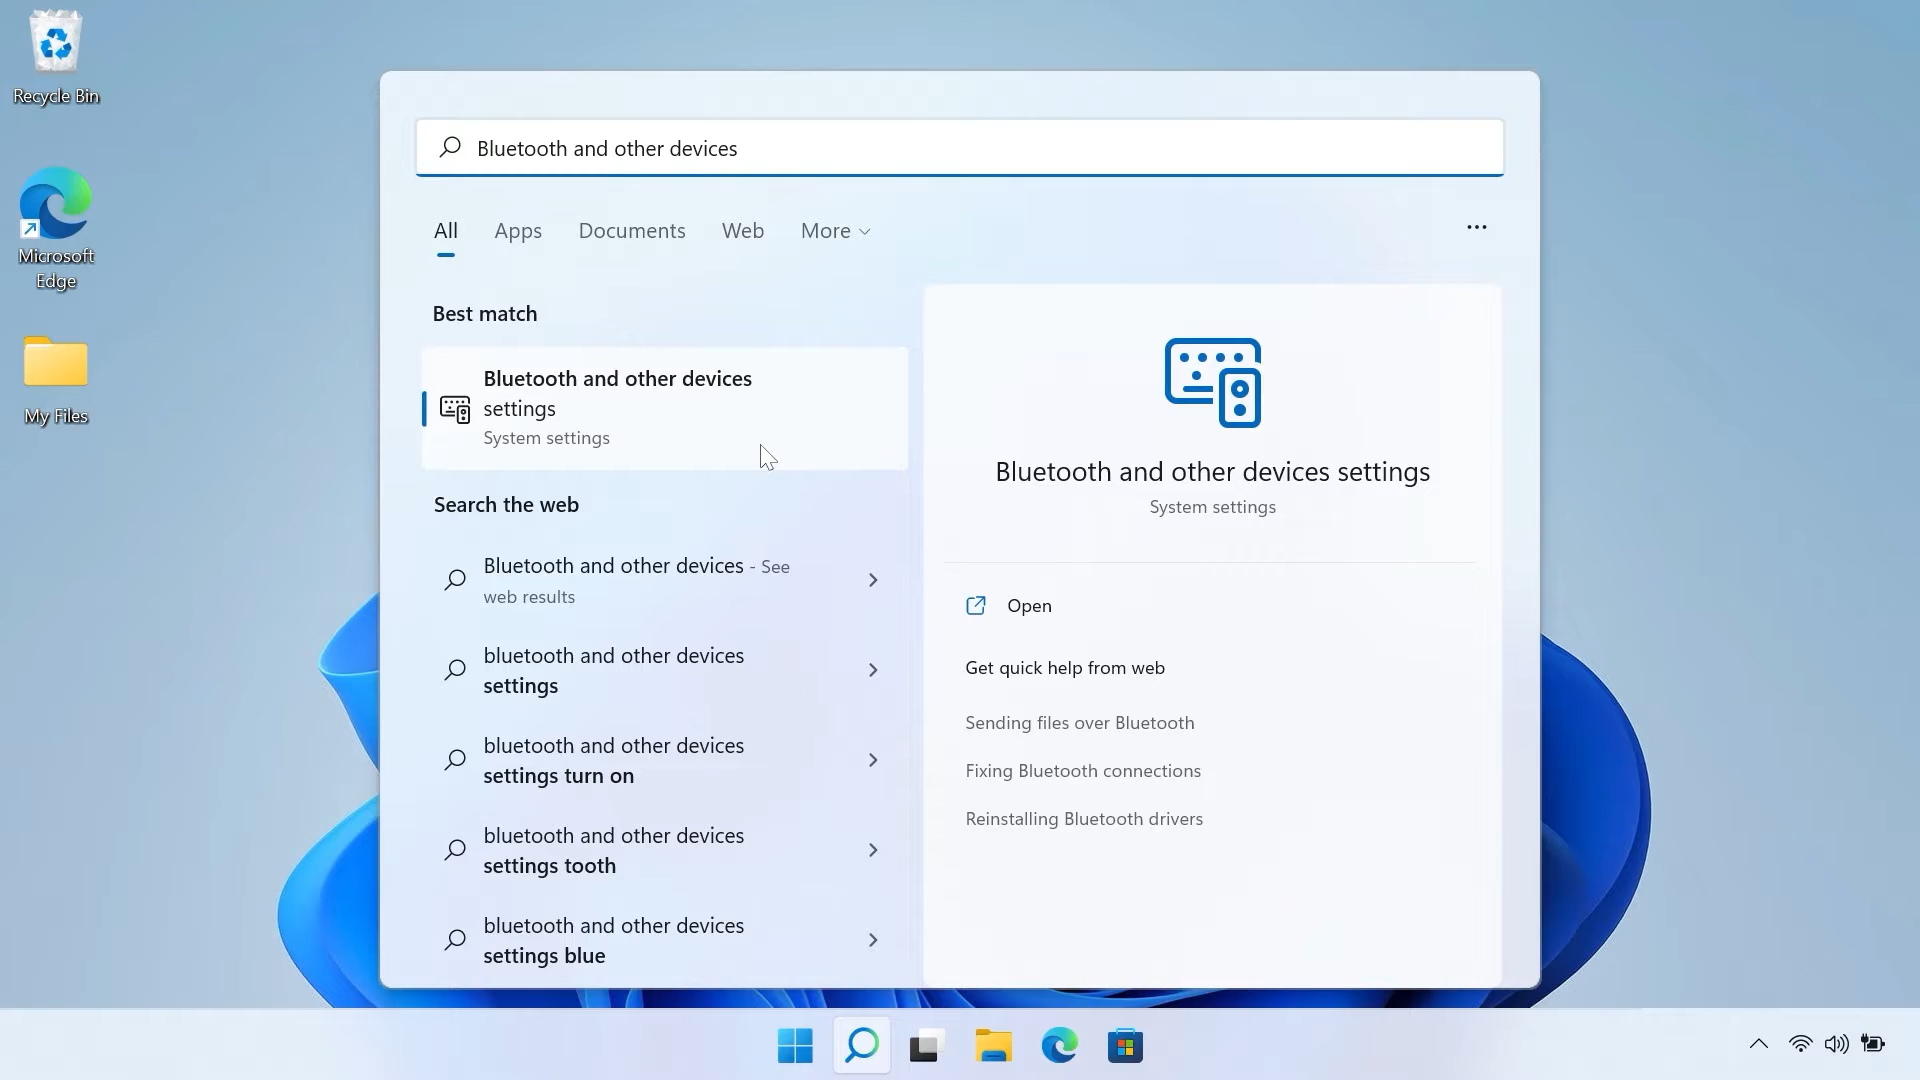 Recycle Bin
Microsoft
Edge
My Files
Bluetooth and other devices
All Apps Documents Web More
Best match
Bluetooth and other devices
settings
System settings
Search the web
Bluetooth and other devices - See
web results
bluetooth and other devices
settings
bluetooth and other devices
settings turn on
bluetooth and other devices
settings tooth
bluetooth and other devices
settings blue
Bluetooth and other devices settings
System settings
Open
Get quick help from web
Sending files over Bluetooth
Fixing Bluetooth connections
Reinstalling Bluetooth drivers